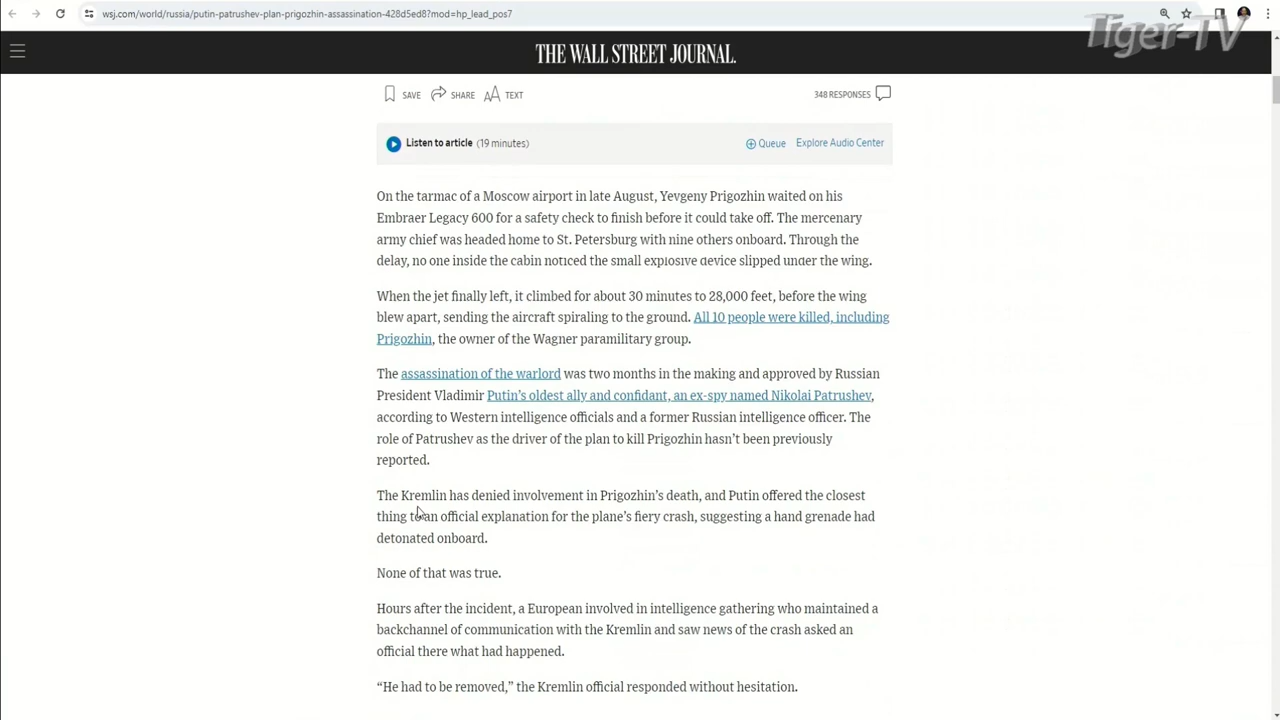 wsj.com/world/russia/putin-patrushev-plan-prigozhin-assassination-428d5ed8?mod=hp_lead_pos7
Tiger-TV
THE WALL STREET JOURNAL.
SAVE SHARE AA TEXT 348 RESPONSES
Listen to article (19 minutes) Queue Explore Audio Center
On the tarmac of a Moscow airport in late August, Yevgeny Prigozhin waited on his
Embraer Legacy 600 for a safety check to finish before it could take off. The mercenary
army chief was headed home to St. Petersburg with nine others onboard. Through the
delay, no one inside the cabin noticed the small explosive device slipped under the wing.
When the jet finally left, it climbed for about 30 minutes to 28,000 feet, before the wing
blew apart, sending the aircraft spiraling to the ground. All 10 people were killed, including
Prigozhin, the owner of the Wagner paramilitary group.
The assassination of the warlord was two months in the making and approved by Russian
President Vladimir Putin’s oldest ally and confidant, an ex-spy named Nikolai Patrushev,
according to Western intelligence officials and a former Russian intelligence officer. The
role of Patrushev as the driver of the plan to kill Prigozhin hasn’t been previously
reported.
The Kremlin has denied involvement in Prigozhin’s death, and Putin offered the closest
thing to an official explanation for the plane’s fiery crash, suggesting a hand grenade had
detonated onboard.
None of that was true.
Hours after the incident, a European involved in intelligence gathering who maintained a
backchannel of communication with the Kremlin and saw news of the crash asked an
official there what had happened.
“He had to be removed,” the Kremlin official responded without hesitation.